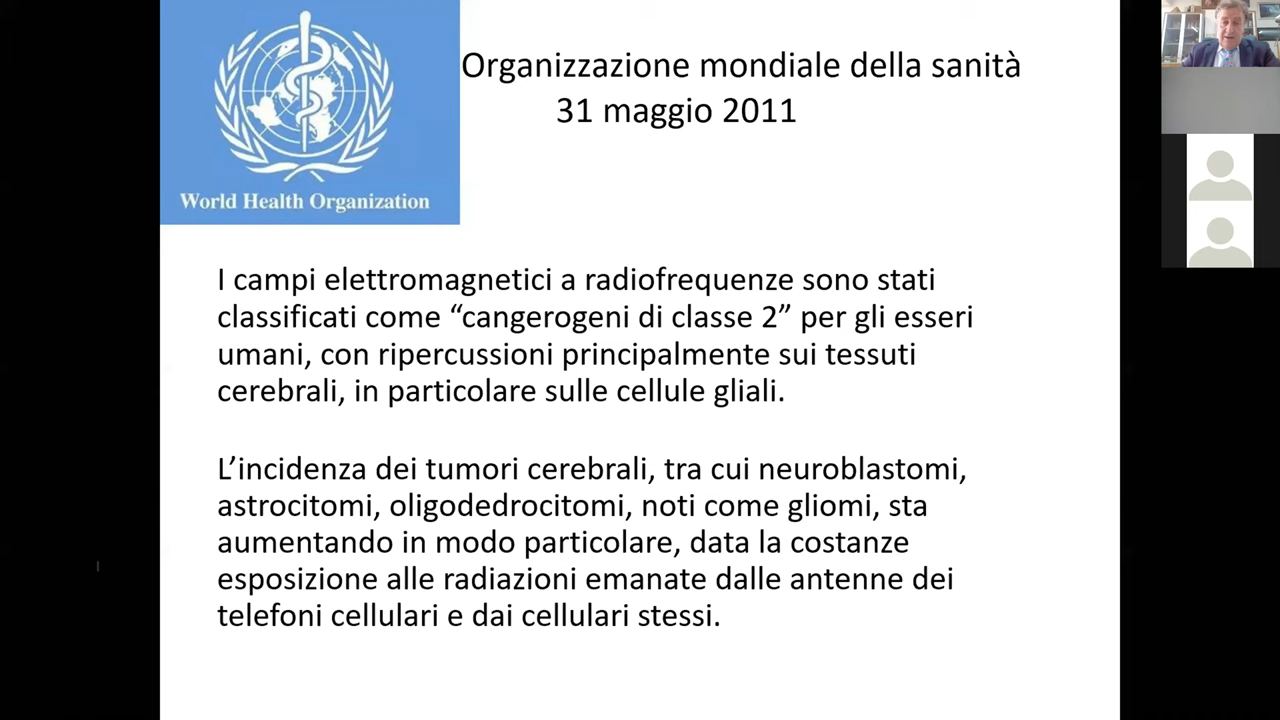 Organizzazione mondiale della sanità
31 maggio 2011
World Health Organization
I campi elettromagnetici a radiofrequenze sono stati
classificati come “cangerogeni di classe 2” per gli esseri
umani, con ripercussioni principalmente sui tessuti
cerebrali, in particolare sulle cellule gliali.
L’incidenza dei tumori cerebrali, tra cui neuroblastomi,
astrocitomi, oligodedrocitomi, noti come gliomi, sta
aumentando in modo particolare, data la costanze
esposizione alle radiazioni emanate dalle antenne dei
telefoni cellulari e dai cellulari stessi.